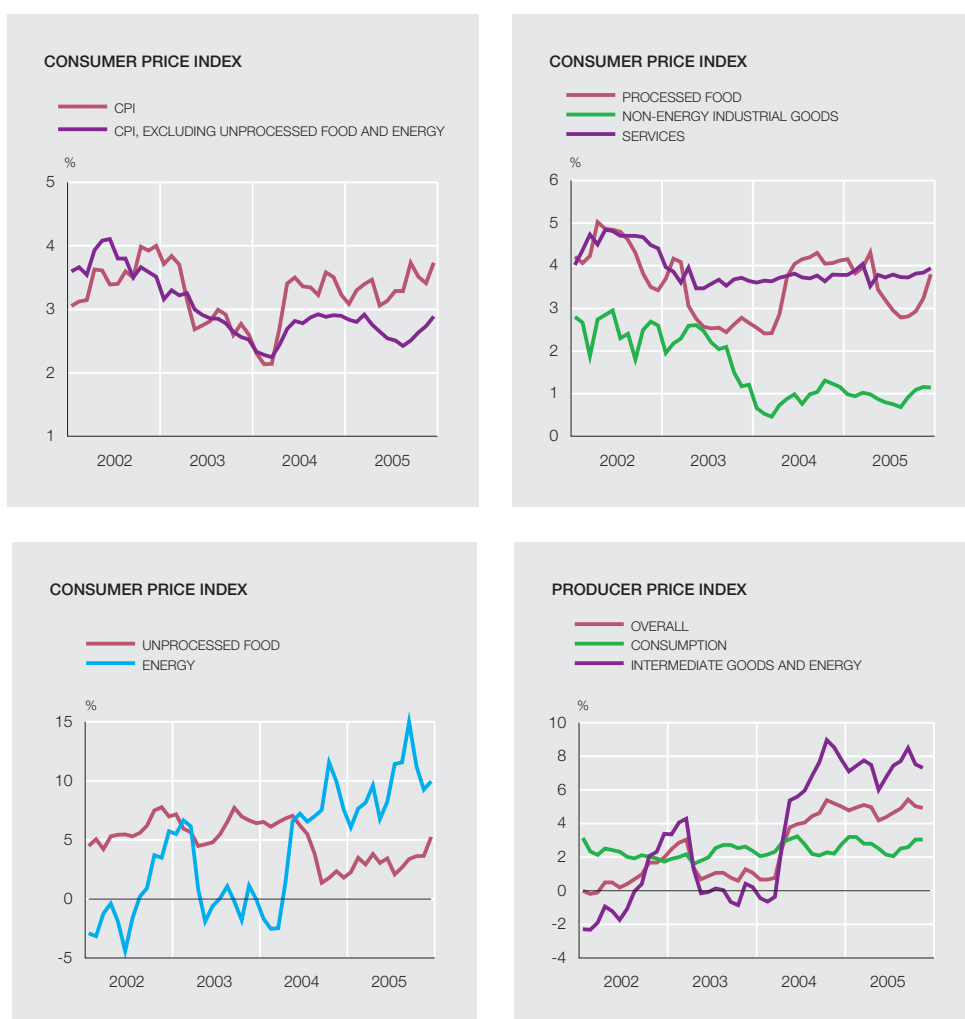 CONSUMER PRICE INDEX
CPI
CPI, EXCLUDING UNPROCESSED FOOD AND ENERGY
%
5
4
3
2
1
2002 2003 2004 2005
CONSUMER PRICE INDEX
PROCESSED FOOD
NON-ENERGY INDUSTRIAL GOODS
SERVICES
%
6
5
4
3
2
1
0
2002 2003 2004 2005
CONSUMER PRICE INDEX
UNPROCESSED FOOD
ENERGY
%
15
10
5
0
-5
2002 2003 2004 2005
PRODUCER PRICE INDEX
OVERALL
CONSUMPTION
INTERMEDIATE GOODS AND ENERGY
%
10
8
6
4
2
0
-2
-4
2002 2003 2004 2005